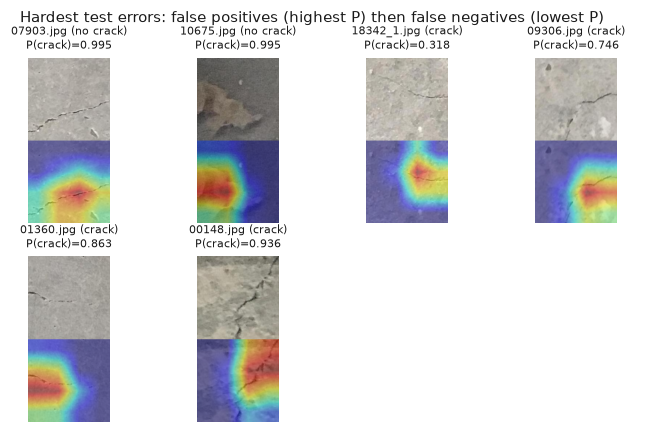 Hardest test errors: false positives (highest P) then false negatives (lowest P)
07903.jpg (no crack)
P(crack)=0.995
10675.jpg (no crack)
P(crack)=0.995
18342_1.jpg (crack)
P(crack)=0.318
09306.jpg (crack)
P(crack)=0.746
01360.jpg (crack)
P(crack)=0.863
00148.jpg (crack)
P(crack)=0.936